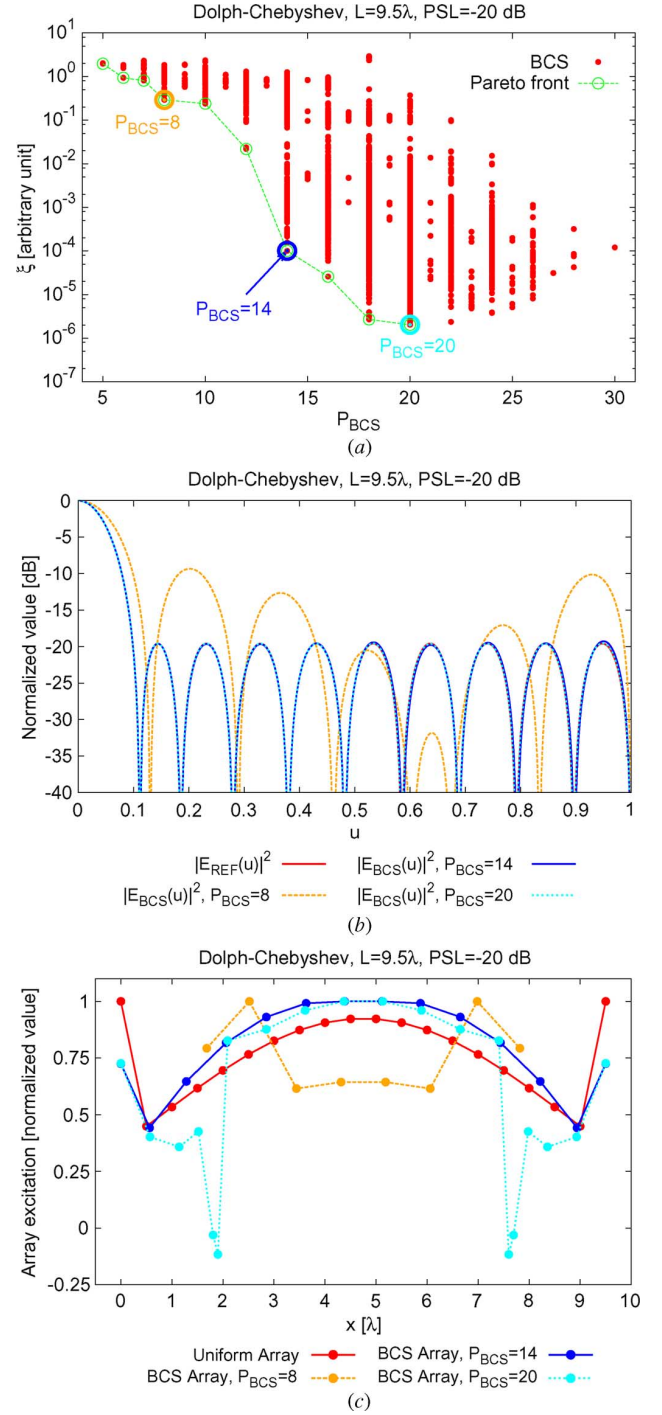 Dolph-Chebyshev, L=9.5λ, PSL=-20 dB
10^1
10^0
10^-1
10^-2
10^-3
10^-4
10^-5
10^-6
10^-7
ξ [arbitrary unit]
BCS
Pareto front
P_BCS=8
P_BCS=14
P_BCS=20
5 10 15 20 25 30
P_BCS
(a)
Dolph-Chebyshev, L=9.5λ, PSL=-20 dB
0
-5
-10
-15
-20
-25
-30
-35
-40
Normalized value [dB]
0 0.1 0.2 0.3 0.4 0.5 0.6 0.7 0.8 0.9 1
u
|E_REF(u)|^2
|E_BCS(u)|^2, P_BCS=14
|E_BCS(u)|^2, P_BCS=8
|E_BCS(u)|^2, P_BCS=20
(b)
Dolph-Chebyshev, L=9.5λ, PSL=-20 dB
1
0.75
0.5
0.25
0
-0.25
Array excitation [normalized value]
0 1 2 3 4 5 6 7 8 9 10
x [λ]
Uniform Array
BCS Array, P_BCS=14
BCS Array, P_BCS=8
BCS Array, P_BCS=20
(c)